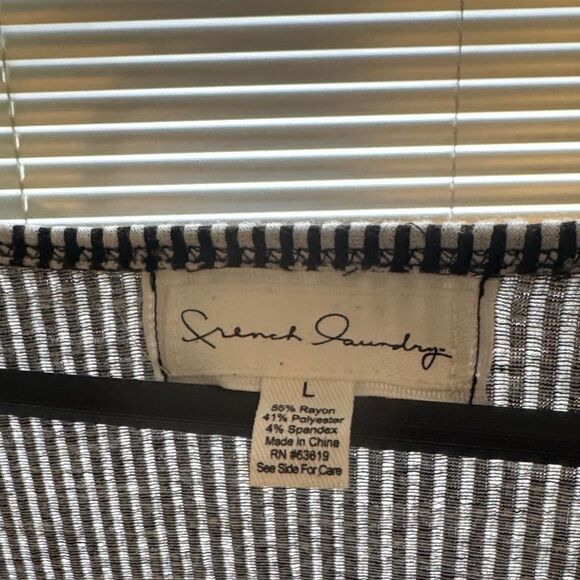 French Laundry
L
55% Rayon
41% Polyester
4% Spandex
Made in China
RN #63619
See Side For Care